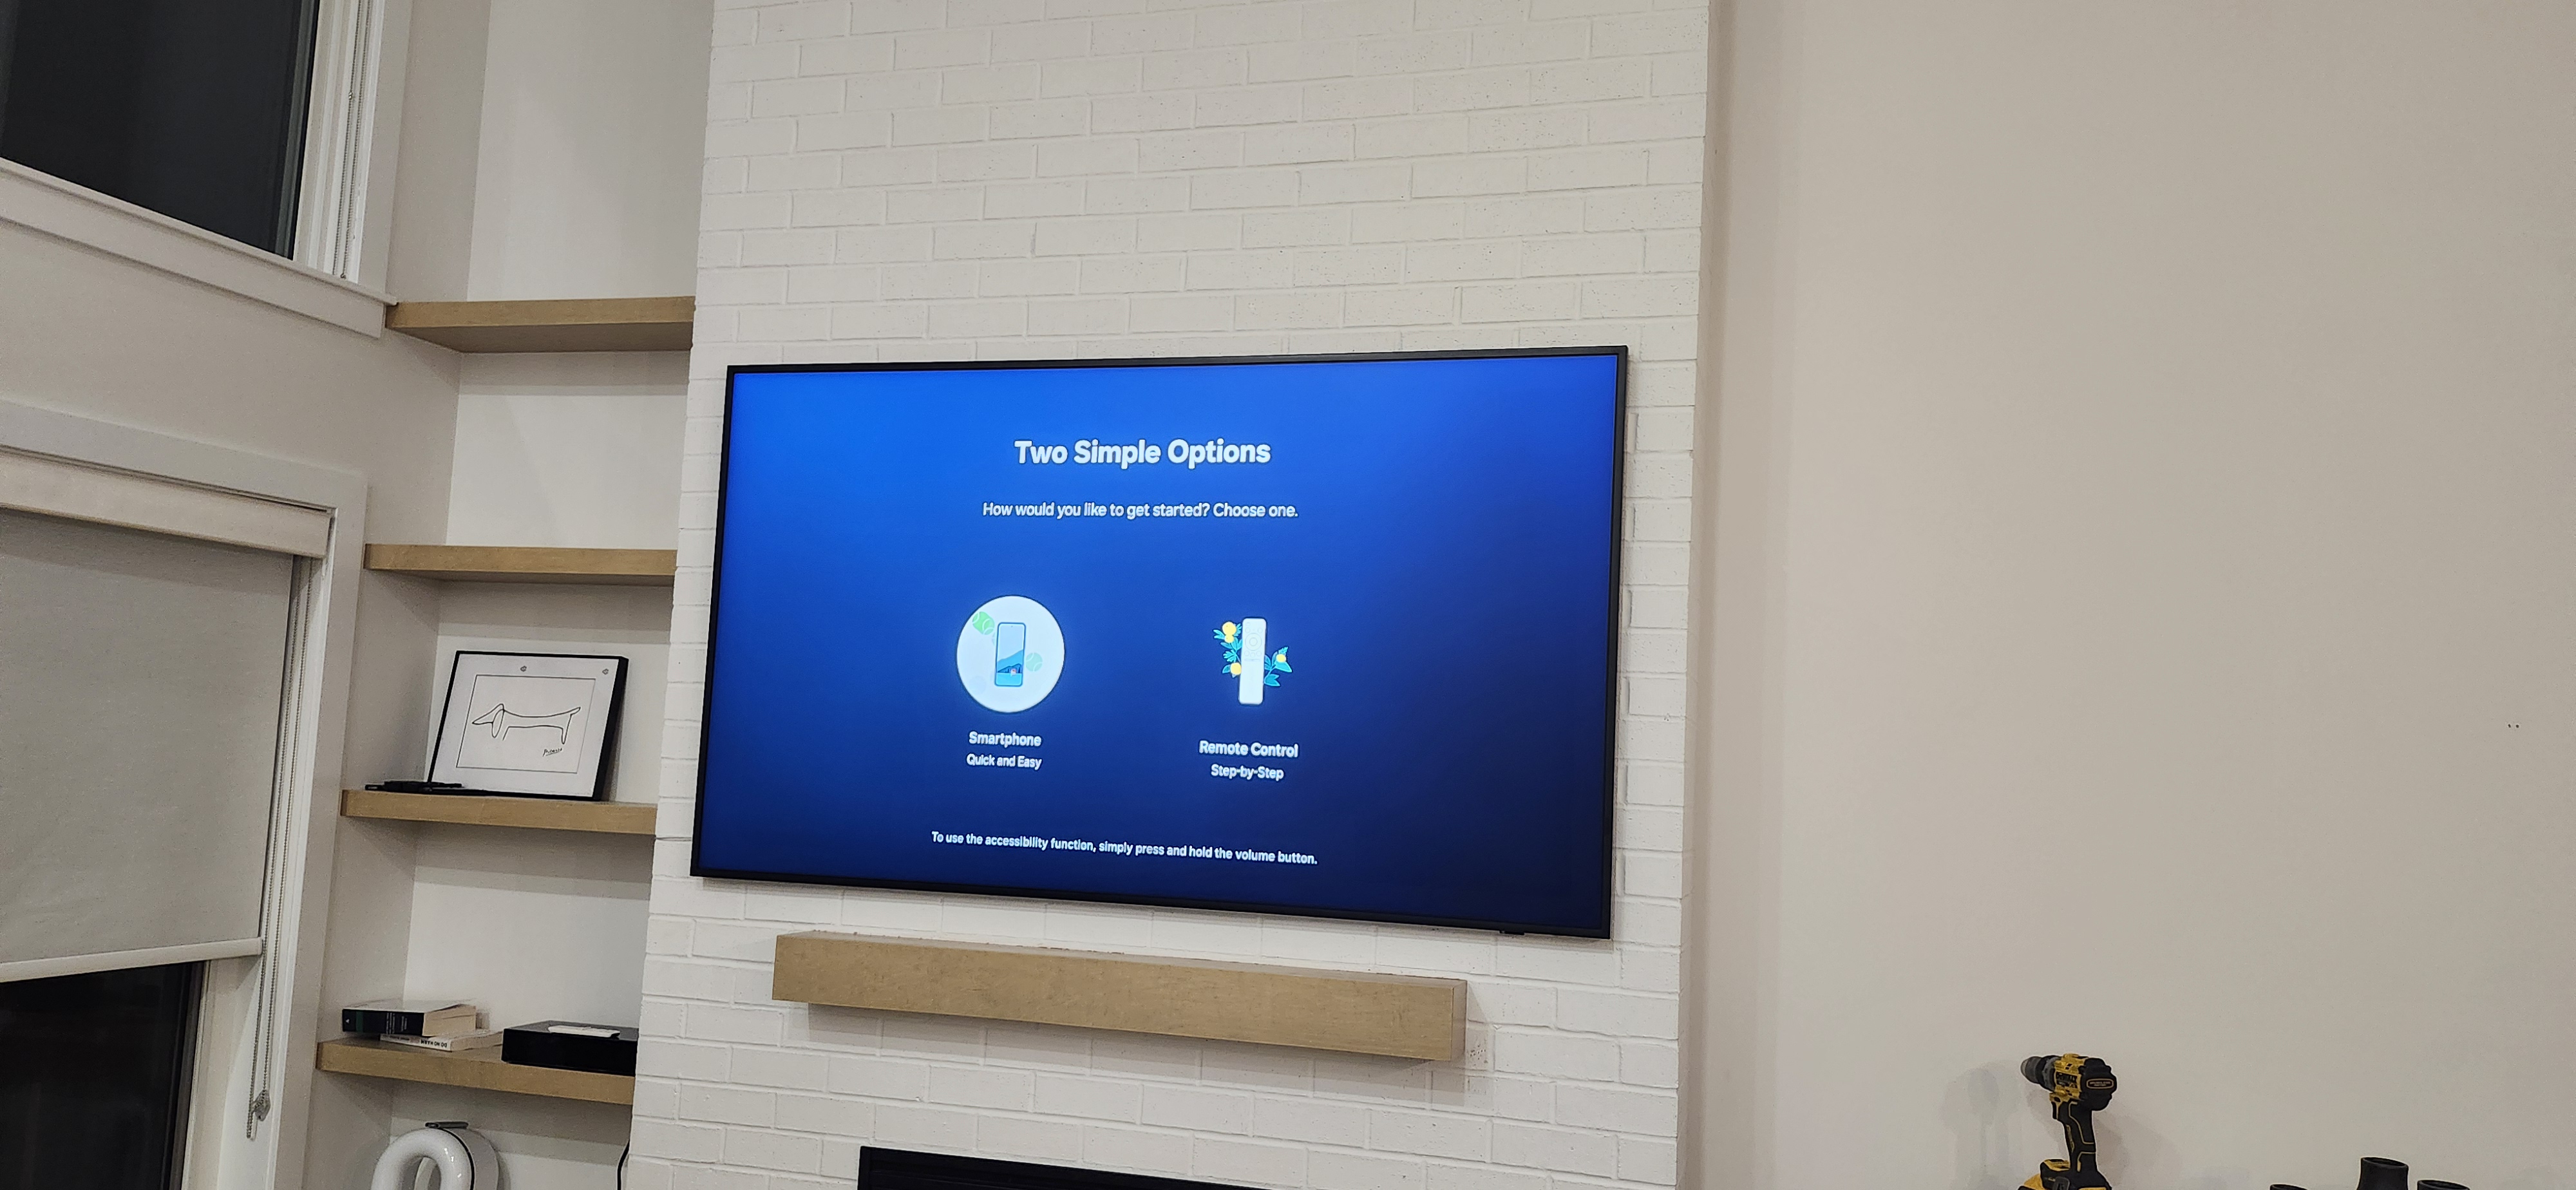 Two Simple Options
How would you like to get started? Choose one.
Smartphone
Quick and Easy
Remote Control
Step-by-Step
To use the accessibility function, simply press and hold the volume button.